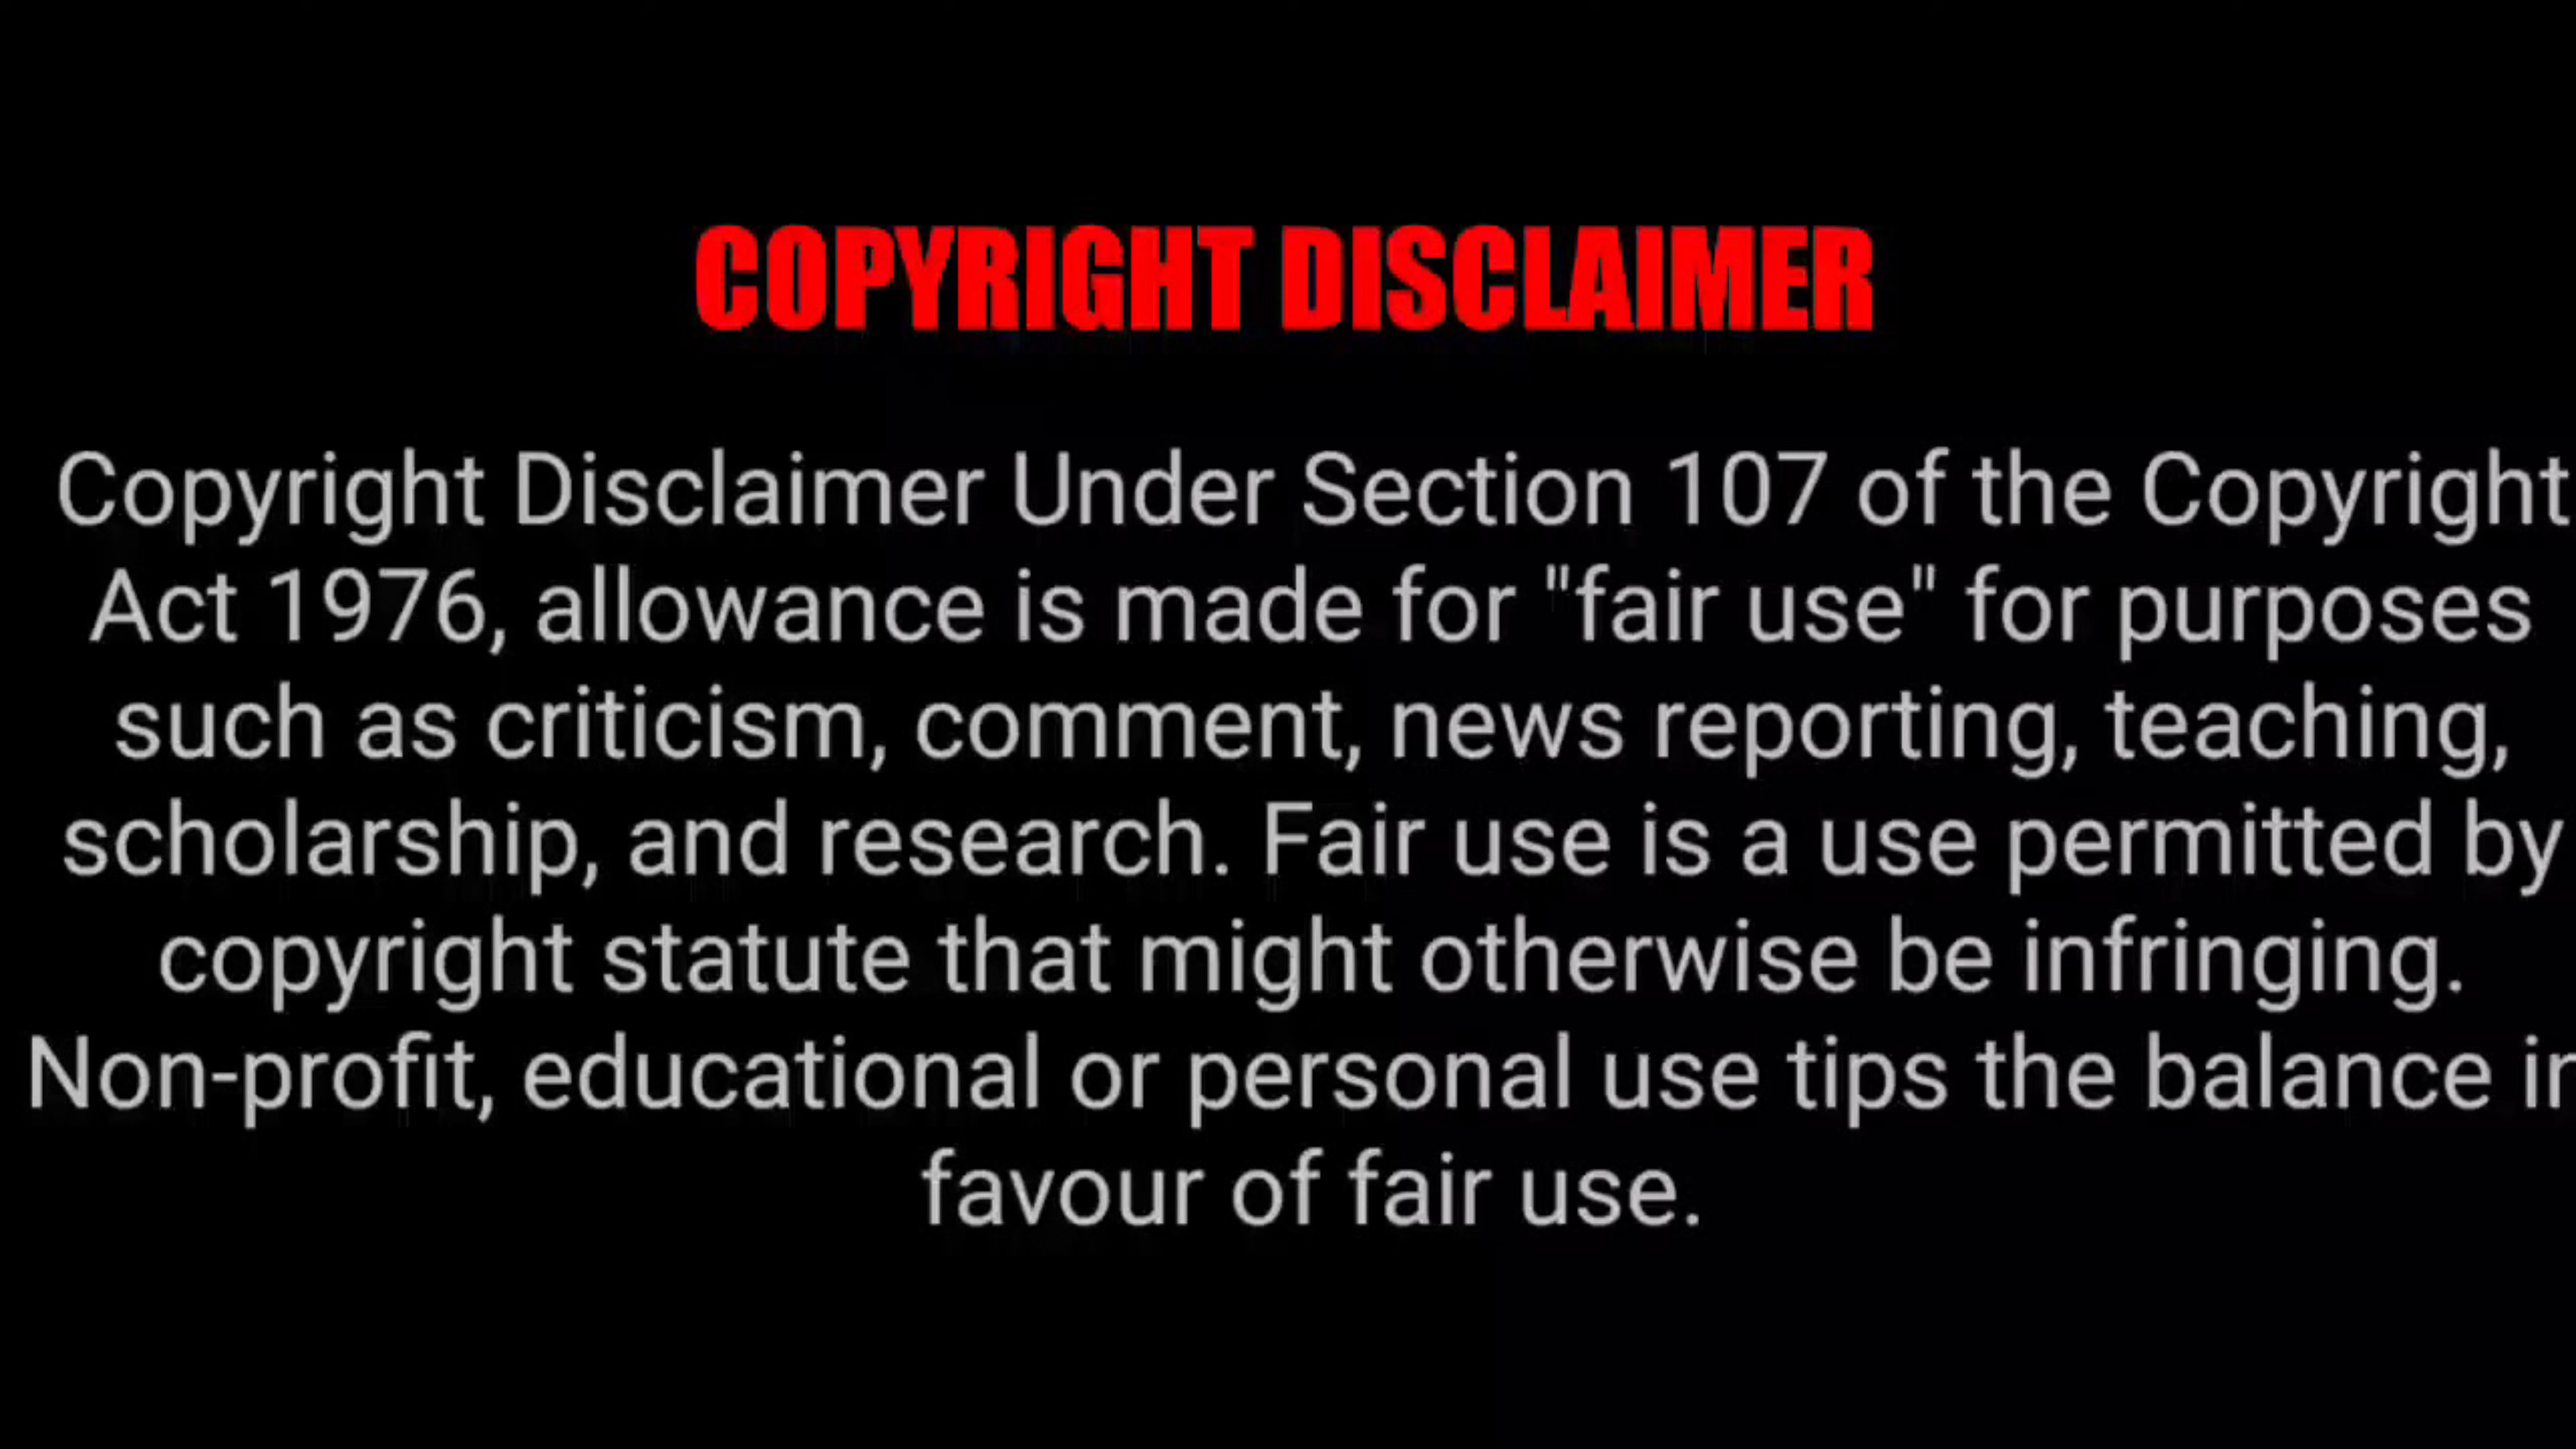 COPYRIGHT DISCLAIMER
Copyright Disclaimer Under Section 107 of the Copyright
Act 1976, allowance is made for "fair use" for purposes
such as criticism, comment, news reporting, teaching,
scholarship, and research. Fair use is a use permitted by
copyright statute that might otherwise be infringing.
Non-profit, educational or personal use tips the balance in
favour of fair use.